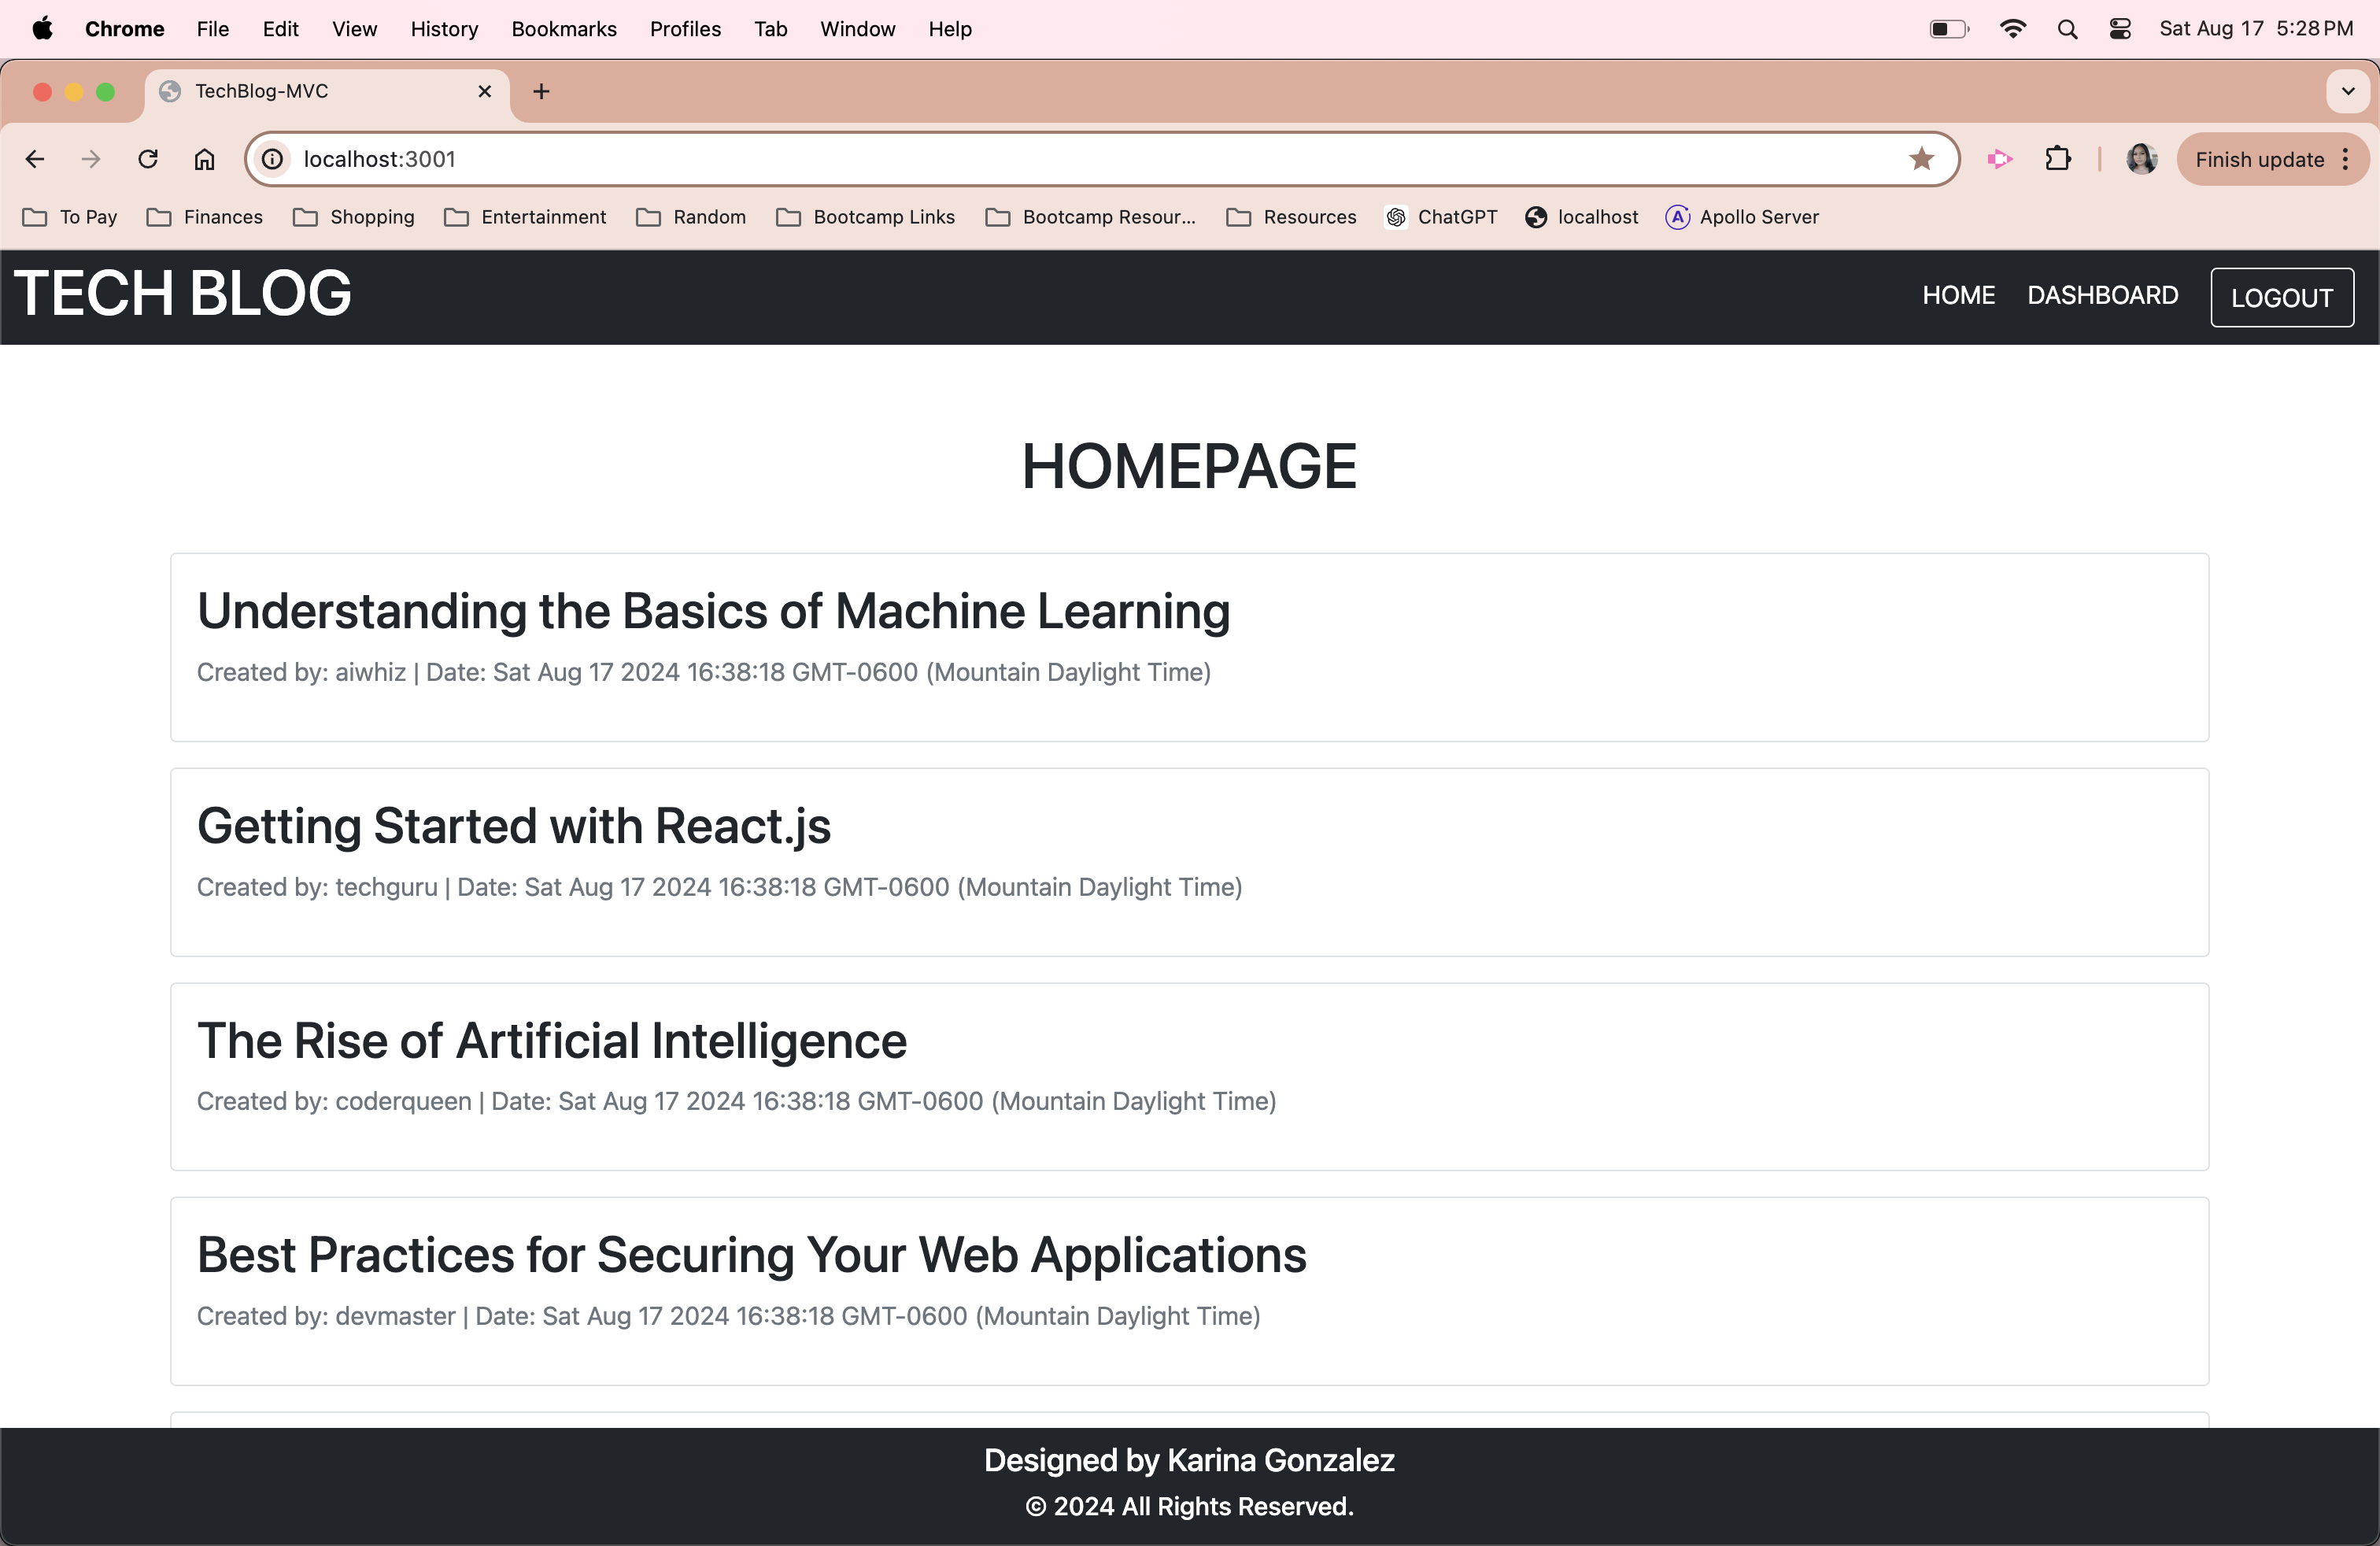 Chrome File Edit View History Bookmarks Profiles Tab Window Help Sat Aug 17 5:28 PM
TechBlog-MVC
localhost:3001 Finish update
To Pay Finances Shopping Entertainment Random Bootcamp Links Bootcamp Resour... Resources ChatGPT localhost Apollo Server
TECH BLOG HOME DASHBOARD LOGOUT
HOMEPAGE
Understanding the Basics of Machine Learning
Created by: aiwhiz | Date: Sat Aug 17 2024 16:38:18 GMT-0600 (Mountain Daylight Time)
Getting Started with React.js
Created by: techguru | Date: Sat Aug 17 2024 16:38:18 GMT-0600 (Mountain Daylight Time)
The Rise of Artificial Intelligence
Created by: coderqueen | Date: Sat Aug 17 2024 16:38:18 GMT-0600 (Mountain Daylight Time)
Best Practices for Securing Your Web Applications
Created by: devmaster | Date: Sat Aug 17 2024 16:38:18 GMT-0600 (Mountain Daylight Time)
Designed by Karina Gonzalez
© 2024 All Rights Reserved.